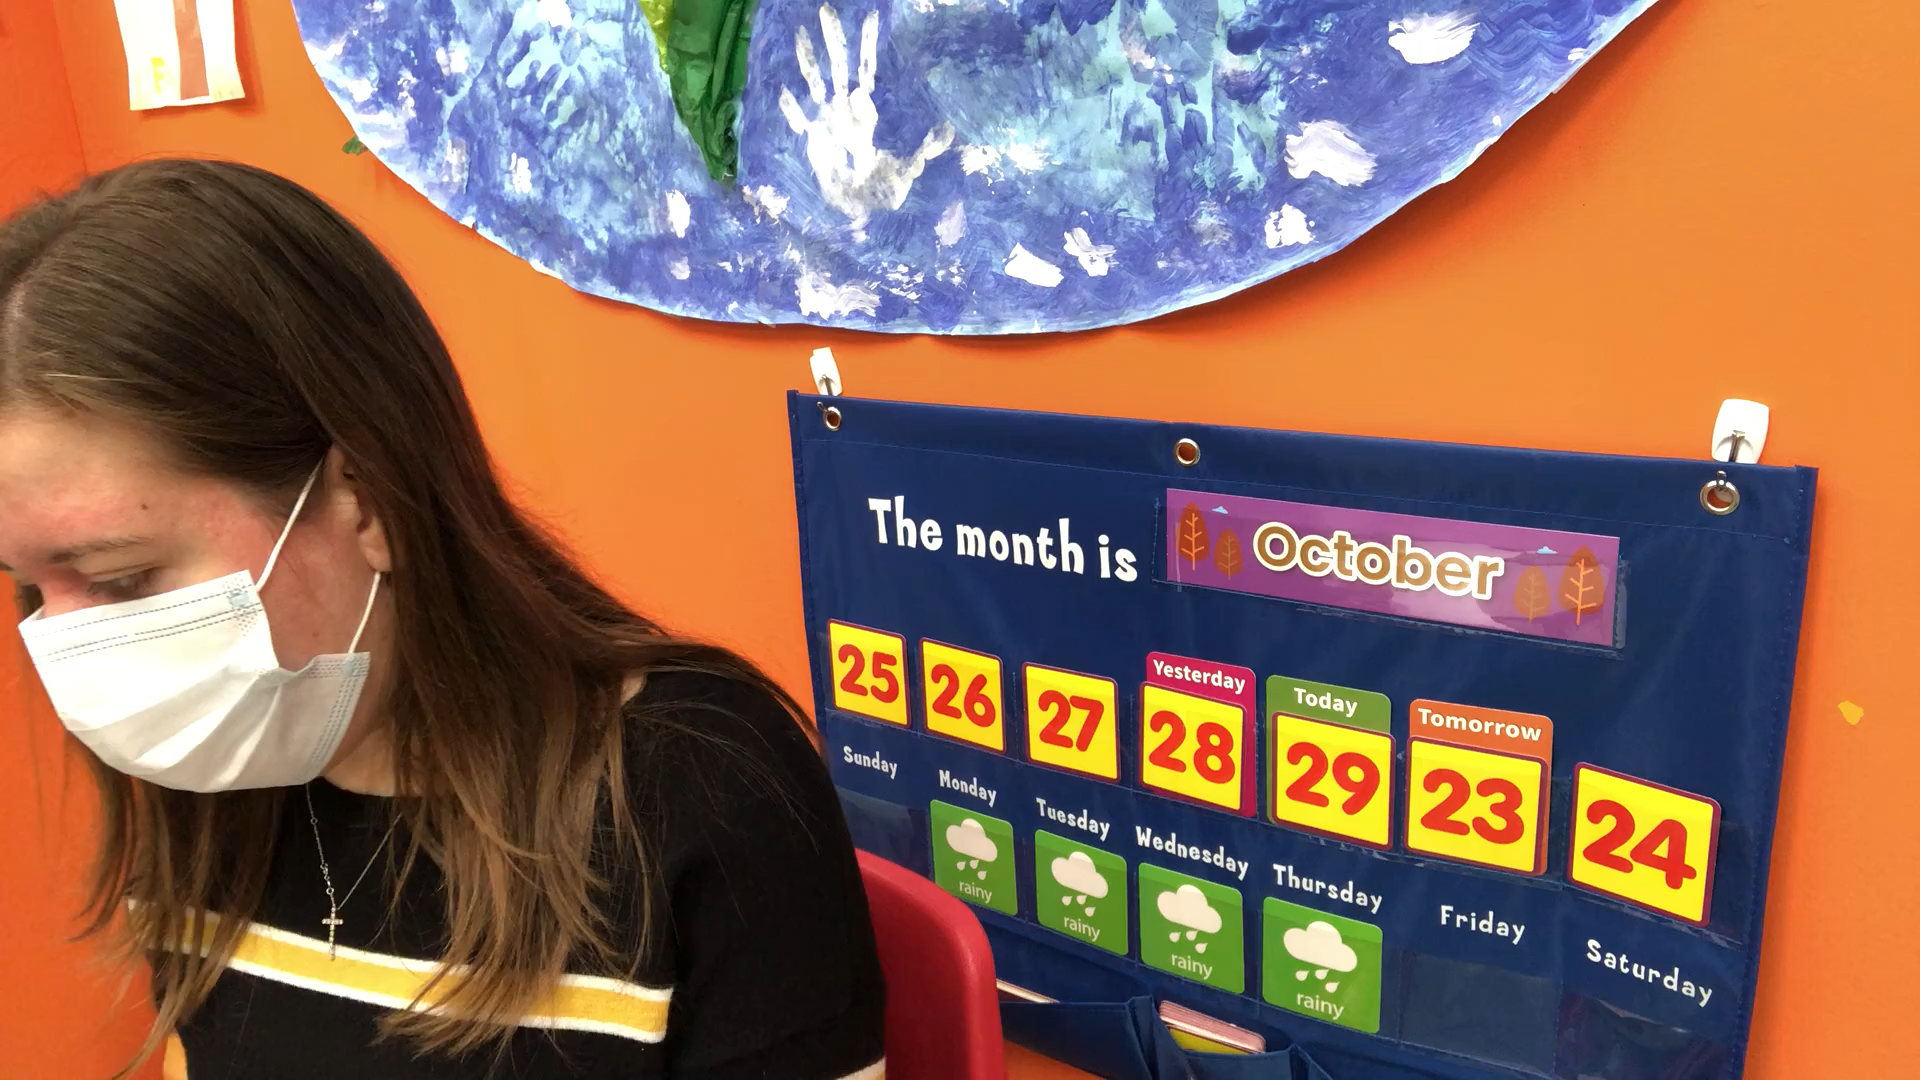 The month is October
Yesterday Today Tomorrow
25 26 27 28 29 23 24
Sunday Monday Tuesday Wednesday Thursday Friday Saturday
rainy rainy rainy rainy